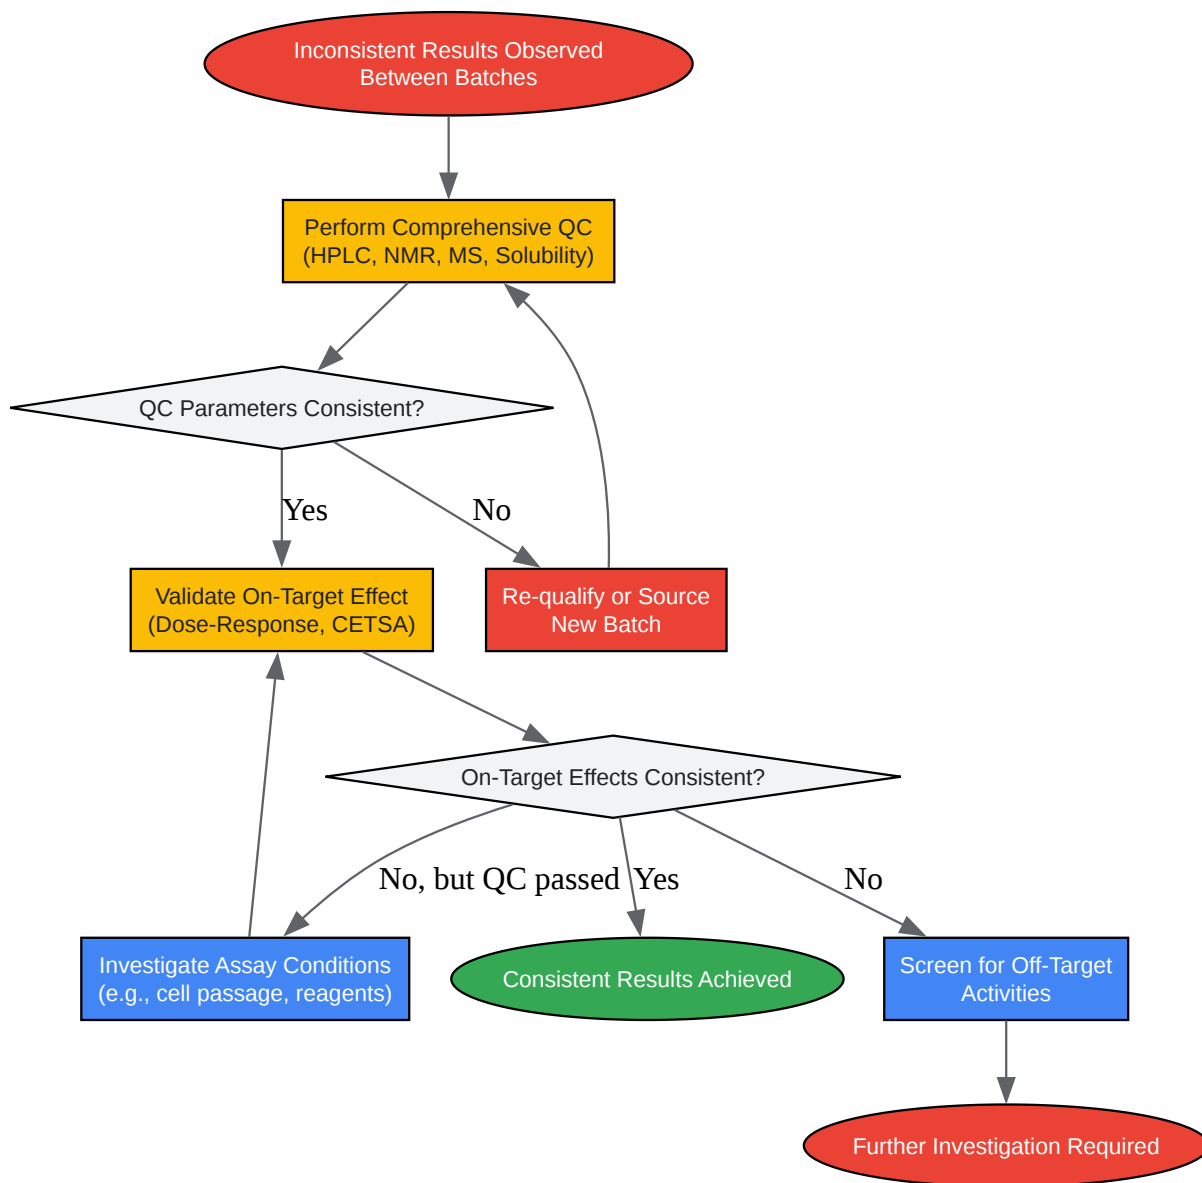 Inconsistent Results Observed
Between Batches
Perform Comprehensive QC
(HPLC, NMR, MS, Solubility)
QC Parameters Consistent?
Yes
No
Validate On-Target Effect
(Dose-Response, CETSA)
Re-qualify or Source
New Batch
On-Target Effects Consistent?
No, but QC passed
Yes
No
Investigate Assay Conditions
(e.g., cell passage, reagents)
Consistent Results Achieved
Screen for Off-Target
Activities
Further Investigation Required